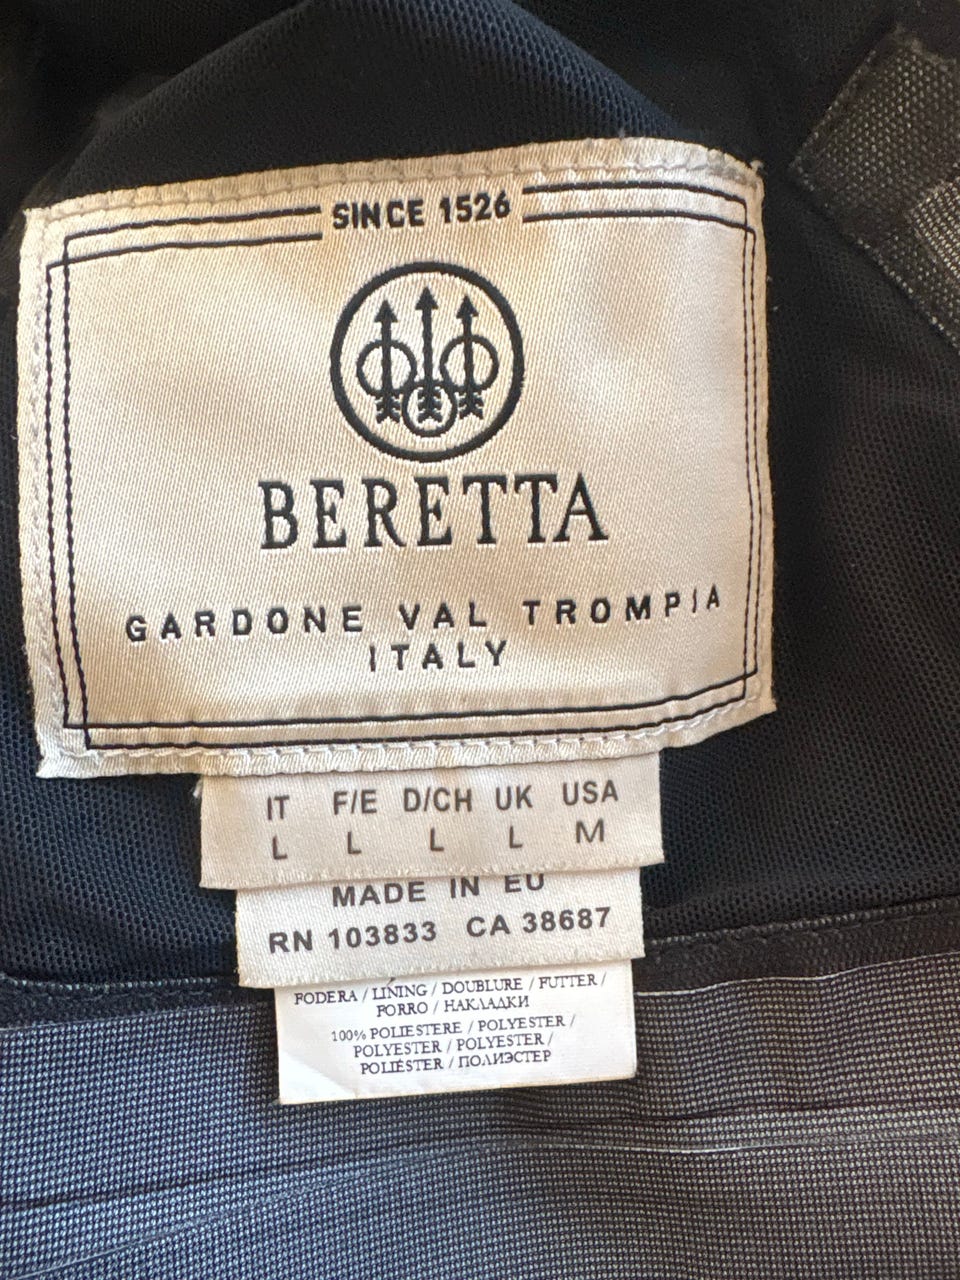 SINCE 1526
BERETTA
GARDONE VAL TROMPIA
ITALY
IT F/E D/CH UK USA
L L L L M
MADE IN EU
RN 103833 CA 38687
FODERA / LINING / DOUBLURE / FUTTER /
FORRO / НАКЛАДКИ
100% POLIESTERE / POLYESTER /
POLYESTER / POLYESTER /
POLIÉSTER / ПОЛИЭСТЕР